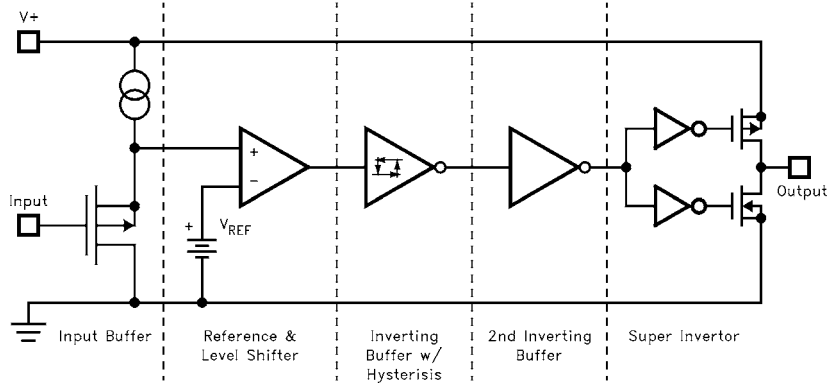 V+
Input
+
−
+
VREF
Output
Input Buffer
Reference &
Level Shifter
Inverting
Buffer w/
Hysterisis
2nd Inverting
Buffer
Super Invertor